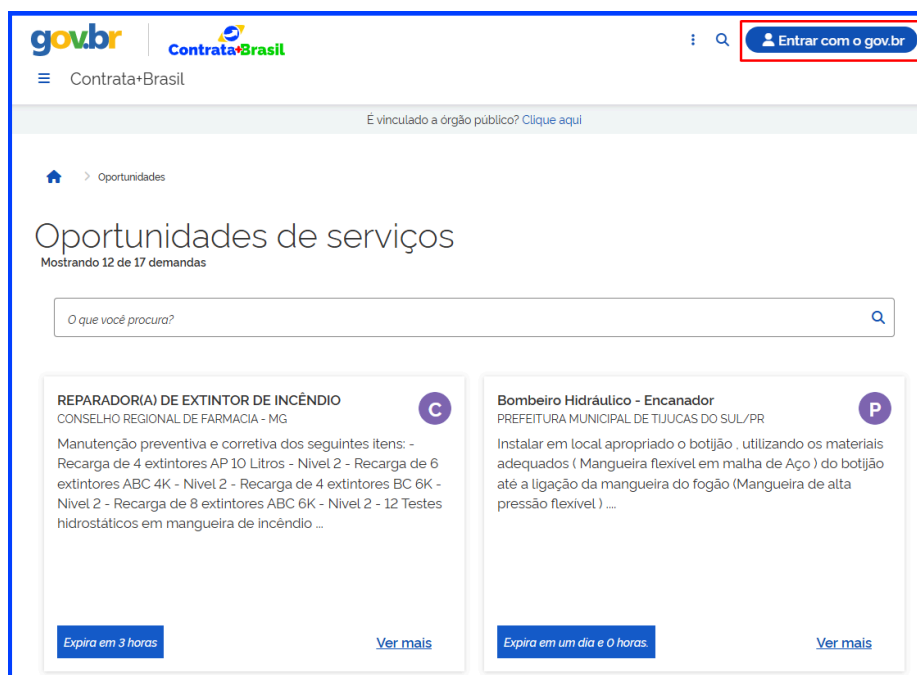 gov.br
Contrata+Brasil
Entrar com o gov.br
Contrata+Brasil
É vinculado a órgão público? Clique aqui
Oportunidades
Oportunidades de serviços
Mostrando 12 de 17 demandas
O que você procura?
REPARADOR(A) DE EXTINTOR DE INCÊNDIO
CONSELHO REGIONAL DE FARMACIA - MG
C
Manutenção preventiva e corretiva dos seguintes itens: -
Recarga de 4 extintores AP 10 Litros - Nivel 2 - Recarga de 6
extintores ABC 4K - Nivel 2 - Recarga de 4 extintores BC 6K -
Nivel 2 - Recarga de 8 extintores ABC 6K - Nivel 2 - 12 Testes
hidrostáticos em mangueira de incêndio ...
Expira em 3 horas
Ver mais
Bombeiro Hidráulico - Encanador
PREFEITURA MUNICIPAL DE TIJUCAS DO SUL/PR
P
Instalar em local apropriado o botijão , utilizando os materiais
adequados ( Mangueira flexível em malha de Aço ) do botijão
até a ligação da mangueira do fogão (Mangueira de alta
pressão flexível ) ....
Expira em um dia e 0 horas.
Ver mais